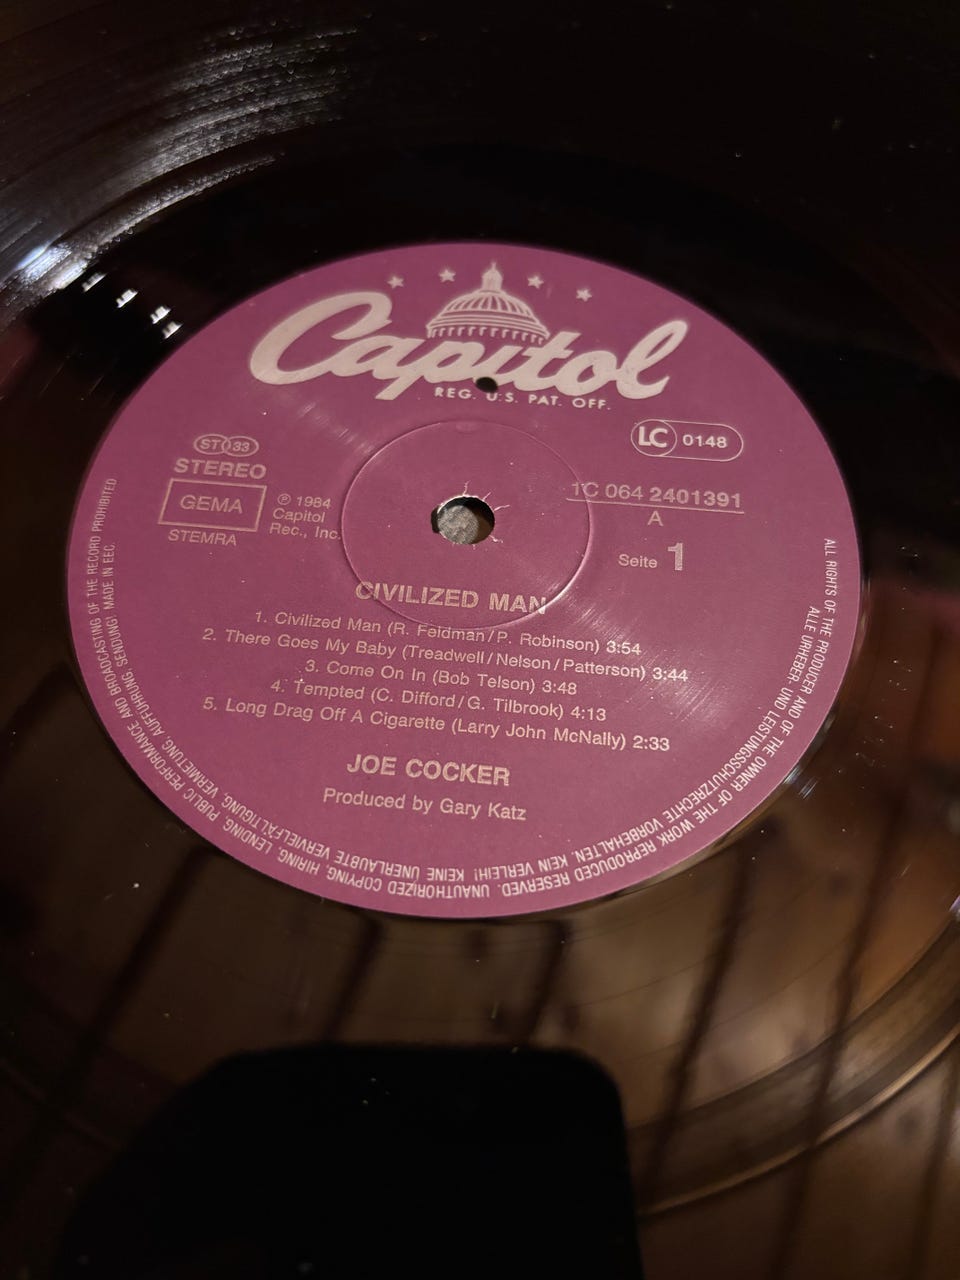 Capitol
REG. U.S. PAT. OFF.
LC 0148
ST 33
STEREO
GEMA
STEMRA
℗ 1984
Capitol
Rec., Inc.
1C 064 2401391
A
Seite 1
CIVILIZED MAN
1. Civilized Man (R. Feldman/P. Robinson) 3:54
2. There Goes My Baby (Treadwell/Nelson/Patterson) 3:44
3. Come On In (Bob Telson) 3:48
4. Tempted (C. Difford/G. Tilbrook) 4:13
5. Long Drag Off A Cigarette (Larry John McNally) 2:33
JOE COCKER
Produced by Gary Katz
ALL RIGHTS OF THE PRODUCER AND OF THE OWNER OF THE WORK REPRODUCED RESERVED. UNAUTHORIZED COPYING, HIRING, LENDING, PUBLIC PERFORMANCE AND BROADCASTING OF THE RECORD PROHIBITED
ALLE URHEBER- UND LEISTUNGSSCHUTZRECHTE VORBEHALTEN. KEIN VERLEIH! KEINE UNERLAUBTE VERVIELFÄLTIGUNG, VERMIETUNG, AUFFÜHRUNG, SENDUNG! MADE IN EEC.